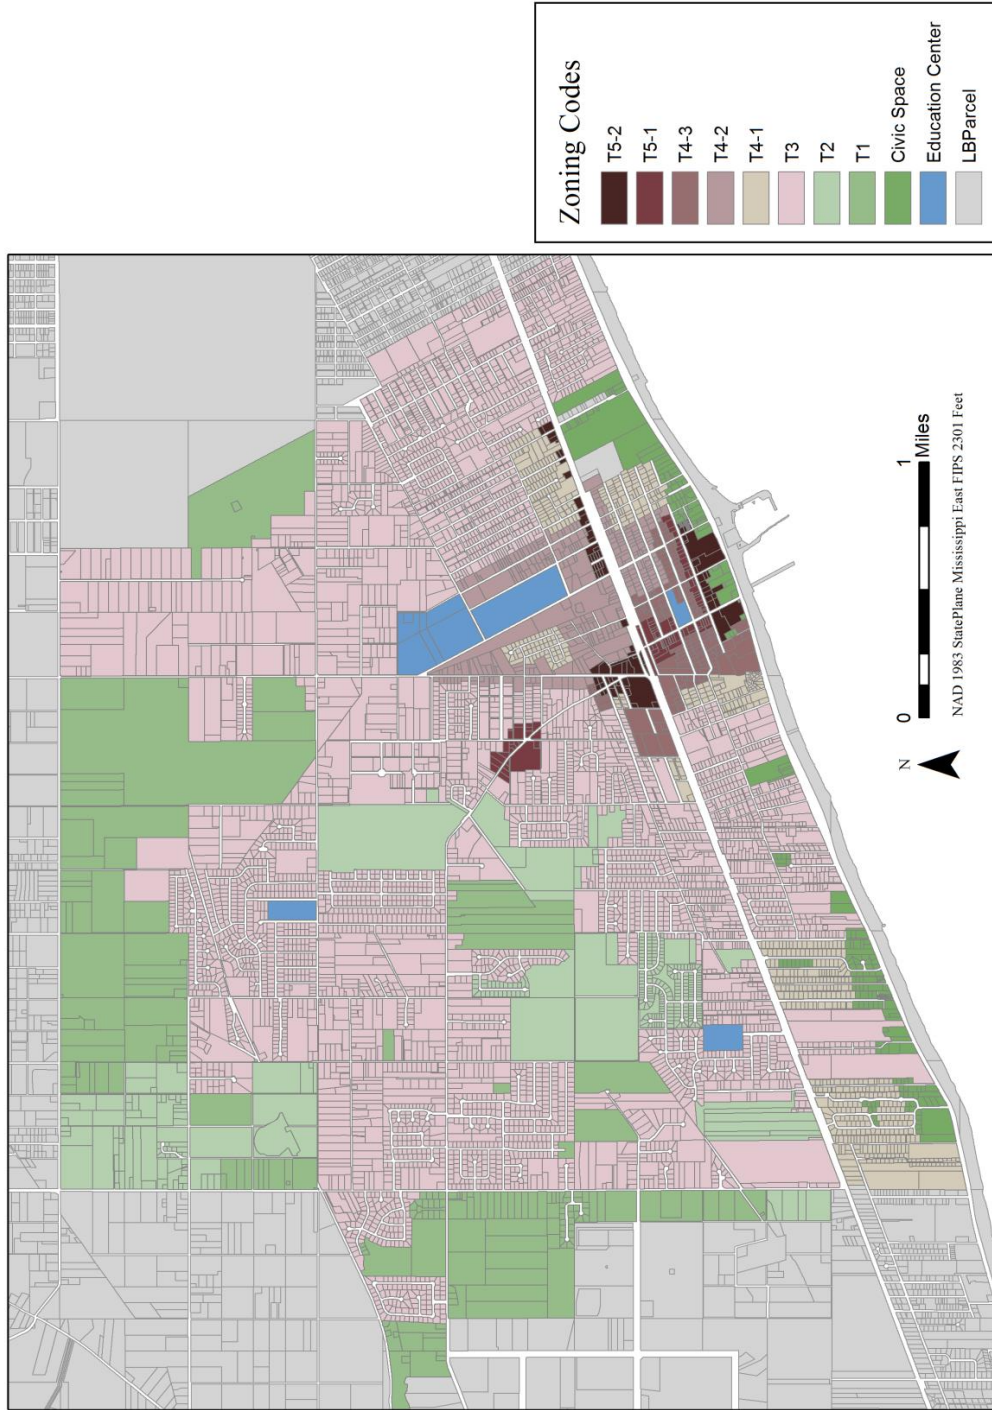 Zoning Codes
T5-2
T5-1
T4-3
T4-2
T4-1
T3
T2
T1
Civic Space
Education Center
LBParcel
0 1
Miles
N
NAD 1983 StatePlane Mississippi East FIPS 2301 Feet